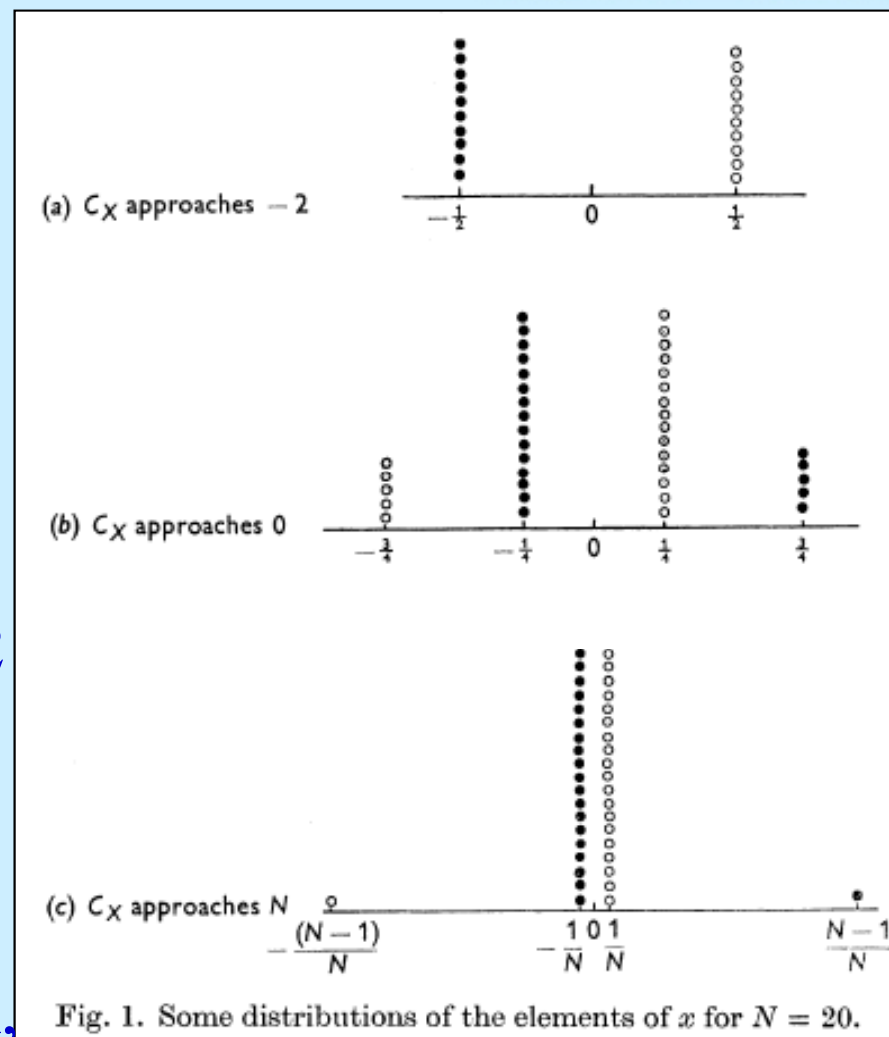 (a) C_X approaches − 2
−1/2 0 1/2
(b) C_X approaches 0
−3/4 −1/4 0 1/4 3/4
(c) C_X approaches N
−(N − 1)/N −1/N 0 1/N N − 1/N
Fig. 1. Some distributions of the elements of x for N = 20.